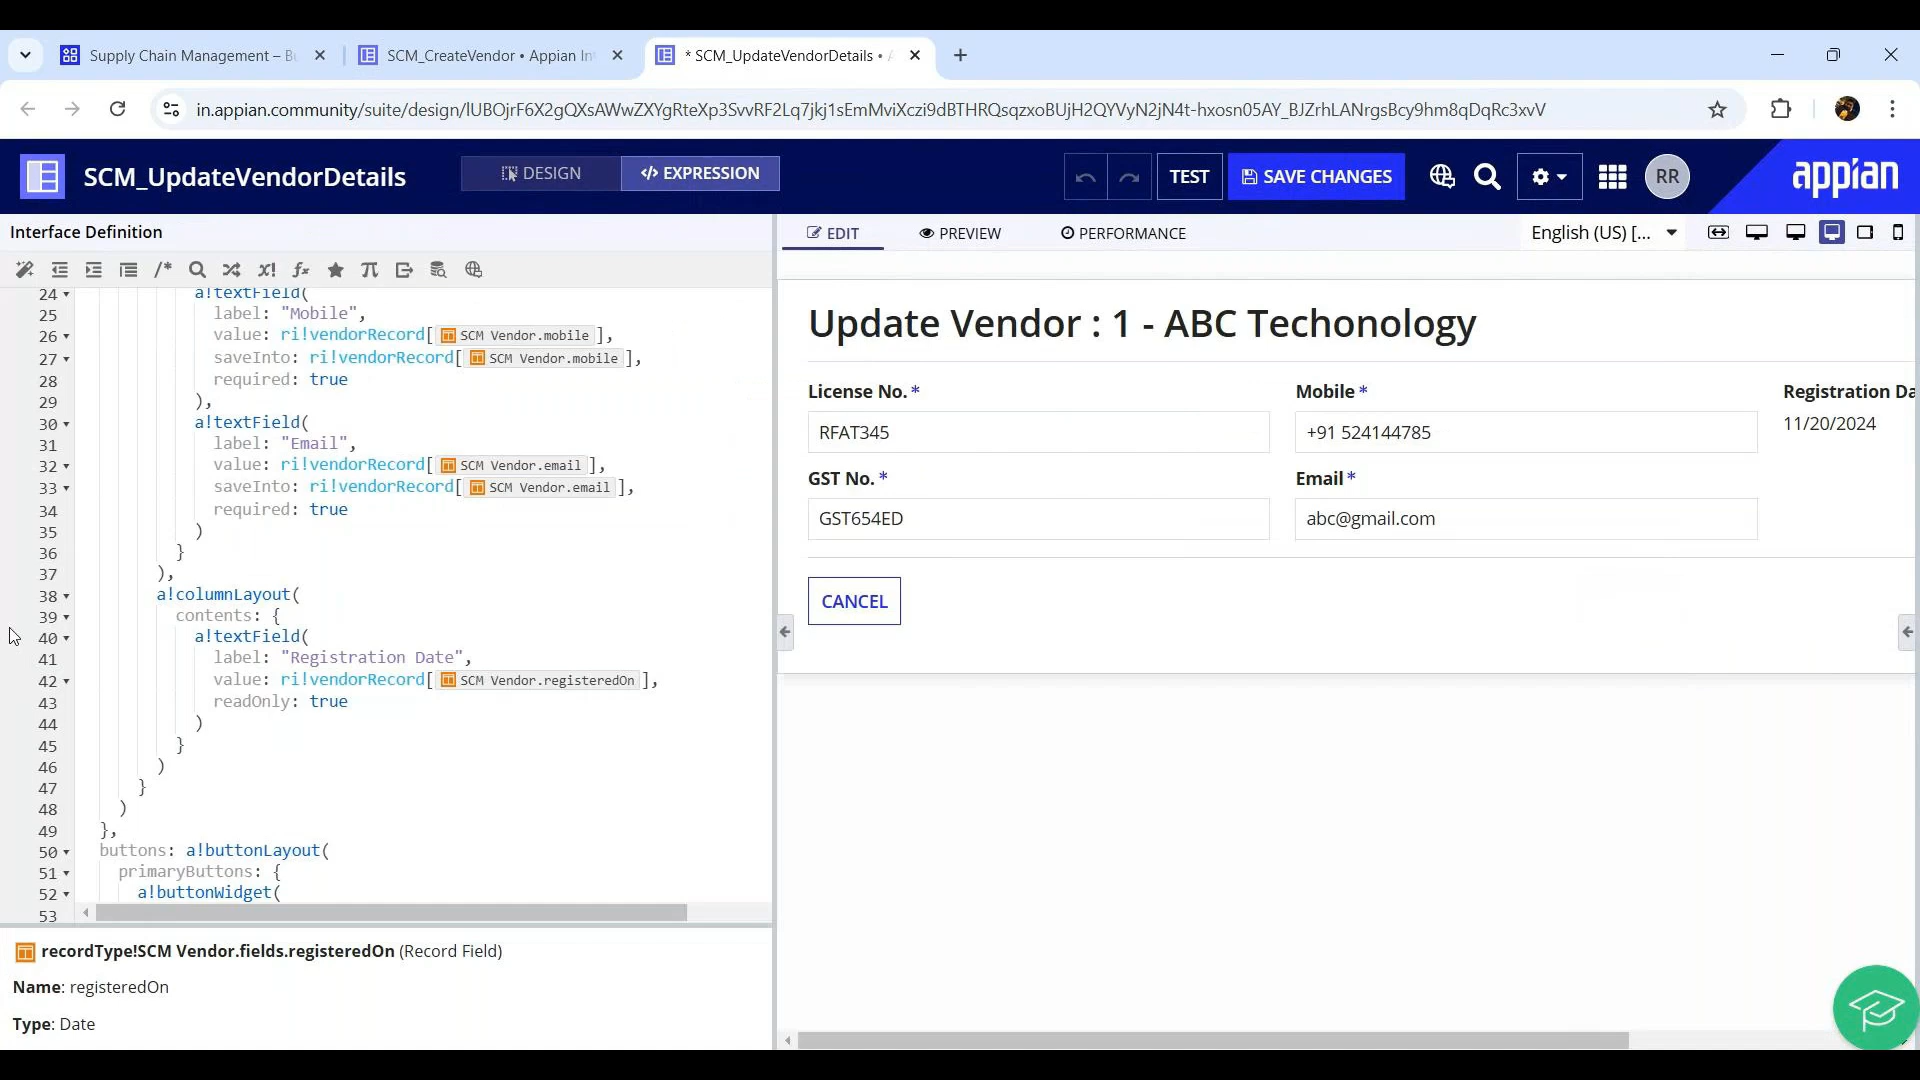 Supply Chain Management – B
SCM_CreateVendor • Appian In
* SCM_UpdateVendorDetails •
in.appian.community/suite/design/lUBOjrF6X2gQXsAWwZXYgRteXp3SvvRF2Lq7jkj1sEmMviXczi9dBTHRQsqzxoBUjH2QYVyN2jN4t-hxosn05AY_BJZrhLANrgsBcy9hm8qDqRc3xvV
SCM_UpdateVendorDetails
DESIGN
</> EXPRESSION
TEST
SAVE CHANGES
RR
appian
Interface Definition
EDIT
PREVIEW
PERFORMANCE
English (US) [...
24 a!textField(
25 label: "Mobile",
26 value: ri!vendorRecord[ SCM Vendor.mobile ],
27 saveInto: ri!vendorRecord[ SCM Vendor.mobile ],
28 required: true
29 ),
30 a!textField(
31 label: "Email",
32 value: ri!vendorRecord[ SCM Vendor.email ],
33 saveInto: ri!vendorRecord[ SCM Vendor.email ],
34 required: true
35 )
36 }
37 ),
38 a!columnLayout(
39 contents: {
40 a!textField(
41 label: "Registration Date",
42 value: ri!vendorRecord[ SCM Vendor.registeredOn ],
43 readOnly: true
44 )
45 }
46 )
47 }
48 )
49 },
50 buttons: a!buttonLayout(
51 primaryButtons: {
52 a!buttonWidget(
53
recordType!SCM Vendor.fields.registeredOn (Record Field)
Name: registeredOn
Type: Date
Update Vendor : 1 - ABC Techonology
License No. *
RFAT345
Mobile *
+91 524144785
Registration Da
11/20/2024
GST No. *
GST654ED
Email *
abc@gmail.com
CANCEL